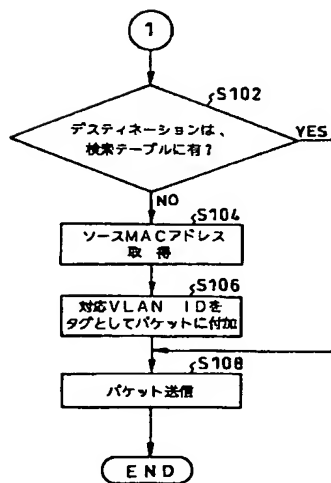 1
S102
デスティネーションは、
検索テーブルに有?
YES
NO
S104
ソースMACアドレス
取 得
S106
対応VLAN IDを
タグとしてパケットに付加
S108
パケット送信
END